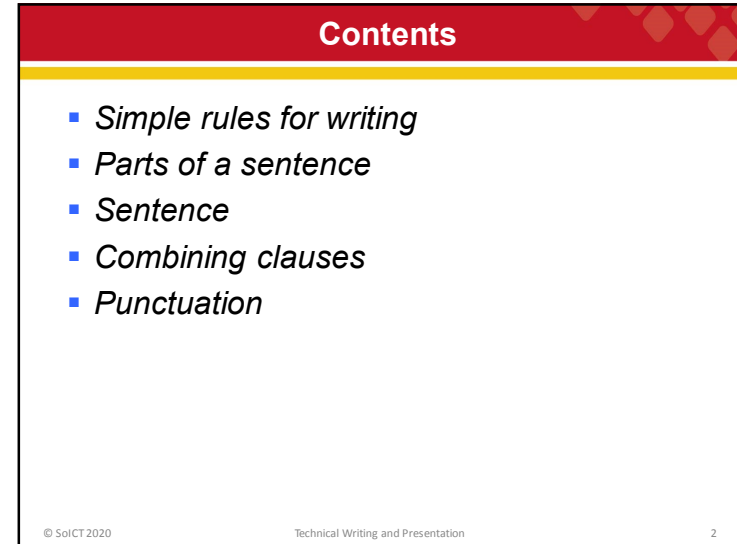 Contents
▪ Simple rules for writing
▪ Parts of a sentence
▪ Sentence
▪ Combining clauses
▪ Punctuation
© SoICT 2020 Technical Writing and Presentation 2